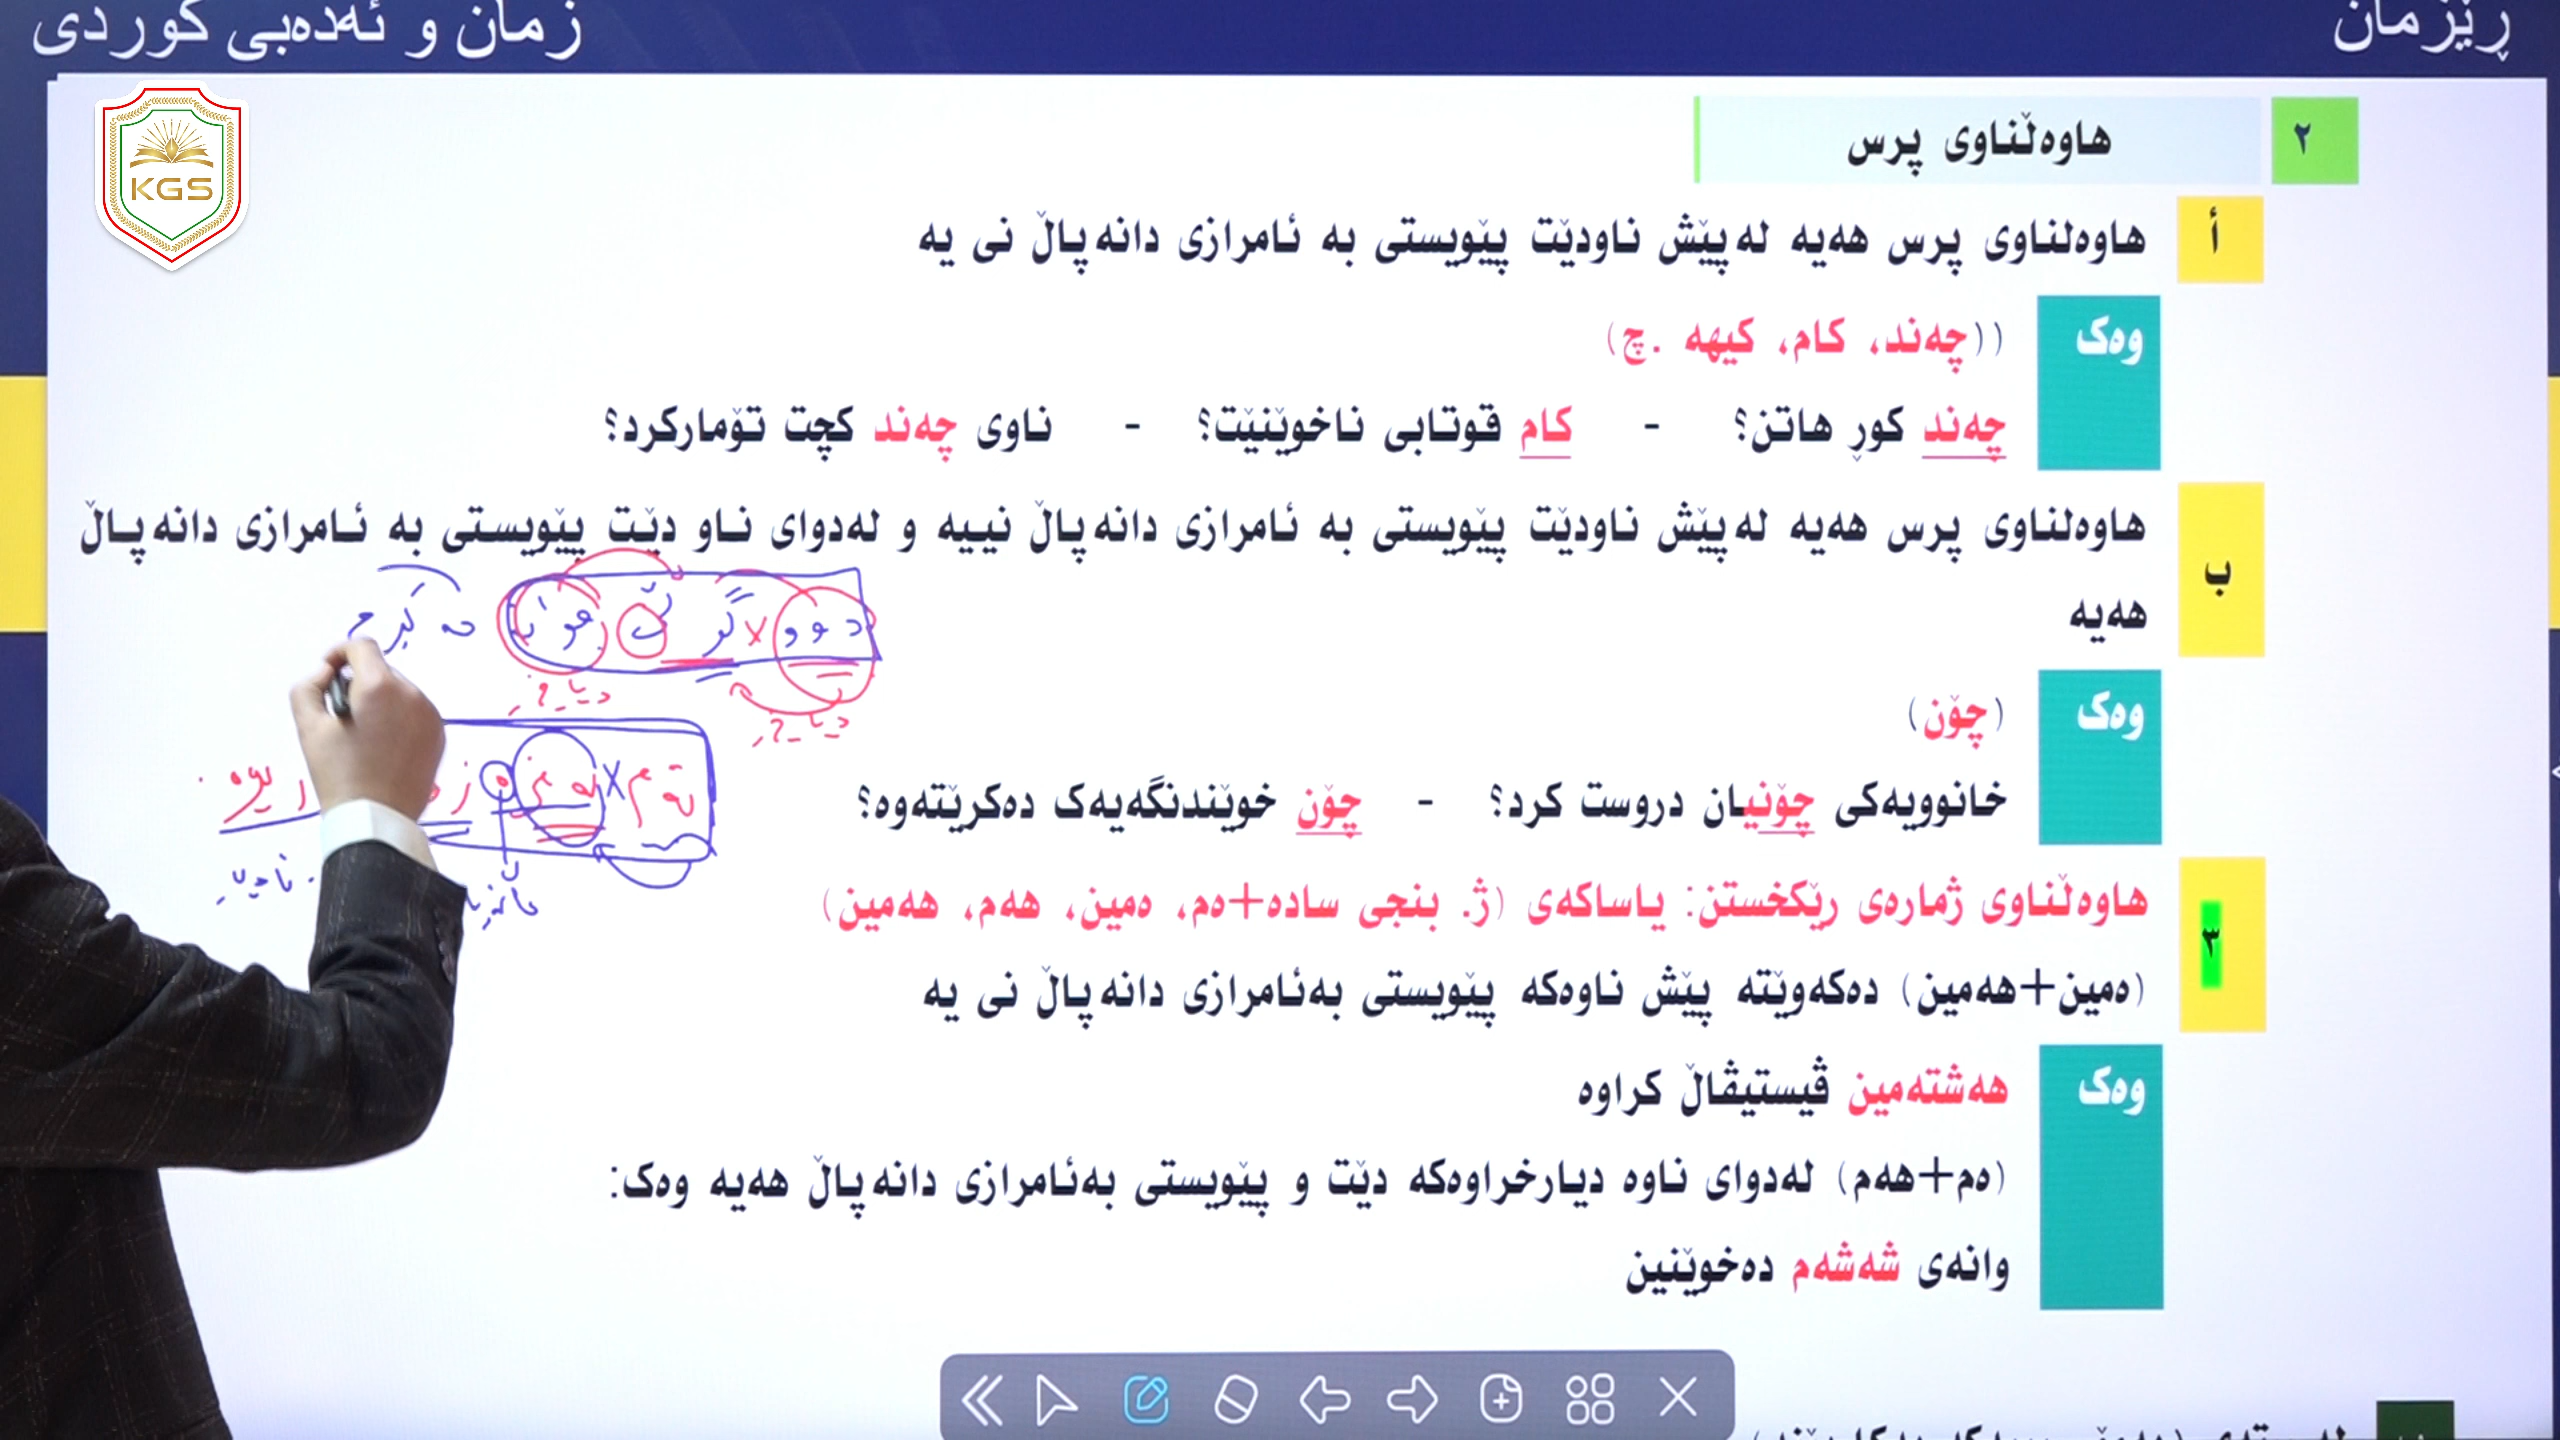 ڕێزمان
زمان و ئەدەبی کوردی
KGS
٢
هاوەڵناوی پرس
أ
هاوەلناوی پرس هەیە لەپێش ناودێت پێویستی بە ئامرازی دانەپاڵ نی یە
وەک
((چەند، کام، کیهە .چ)
چەند کوڕ هاتن؟ - کام قوتابی ناخوێنێت؟ - ناوی چەند کچت تۆمارکرد؟
ب
هاوەلناوی پرس هەیە لەپێش ناودێت پێویستی بە ئامرازی دانەپاڵ نییە و لەدوای ناو دێت پێویستی بە ئامرازی دانەپاڵ
هەیە
وەک
(چۆن)
خانوویەکی چۆنیان دروست کرد؟ - چۆن خوێندنگەیەک دەکرێتەوە؟
٣
هاوەڵناوی ژمارەی رێکخستن: یاساکەی (ژ. بنجی سادە+ەم، ەمین، هەم، هەمین)
(ەمین+هەمین) دەکەوێتە پێش ناوەکە پێویستی بەئامرازی دانەپاڵ نی یە
وەک
هەشتەمین ڤیستیڤاڵ کراوە
(ەم+هەم) لەدوای ناوە دیارخراوەکە دێت و پێویستی بەئامرازی دانەپاڵ هەیە وەک:
وانەی شەشەم دەخوێنین